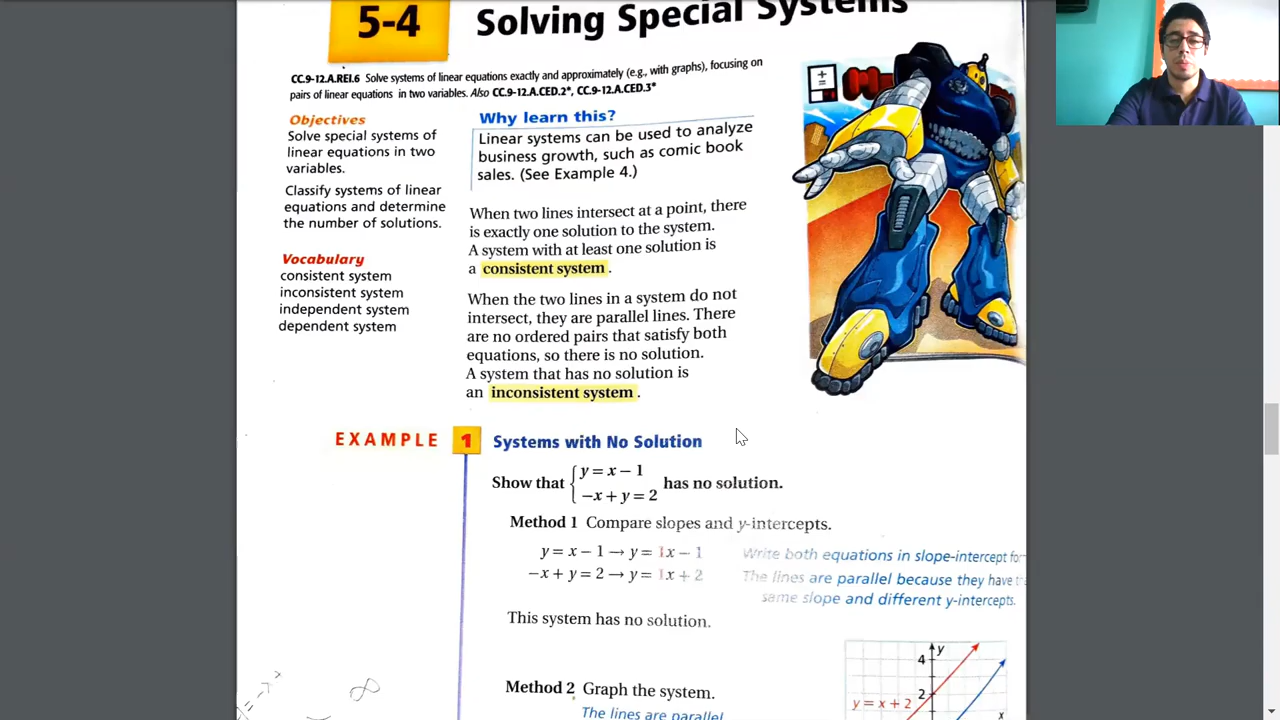 5-4
Solving Special Systems
CC.9-12.A.REI.6 Solve systems of linear equations exactly and approximately (e.g., with graphs), focusing on
pairs of linear equations in two variables. Also CC.9-12.A.CED.2*, CC.9-12.A.CED.3*
Objectives
Solve special systems of
linear equations in two
variables.
Classify systems of linear
equations and determine
the number of solutions.
Vocabulary
consistent system
inconsistent system
independent system
dependent system
Why learn this?
Linear systems can be used to analyze
business growth, such as comic book
sales. (See Example 4.)
When two lines intersect at a point, there
is exactly one solution to the system.
A system with at least one solution is
a consistent system.
When the two lines in a system do not
intersect, they are parallel lines. There
are no ordered pairs that satisfy both
equations, so there is no solution.
A system that has no solution is
an inconsistent system.
EXAMPLE 1 Systems with No Solution
Show that { y = x − 1
−x + y = 2 has no solution.
Method 1 Compare slopes and y-intercepts.
y = x − 1 → y = 1x − 1 Write both equations in slope-intercept
−x + y = 2 → y = 1x + 2 The lines are parallel because they have
same slope and different y-intercepts.
This system has no solution.
Method 2 Graph the system.
The lines are parallel
4
y
2
y = x + 2
x
∞